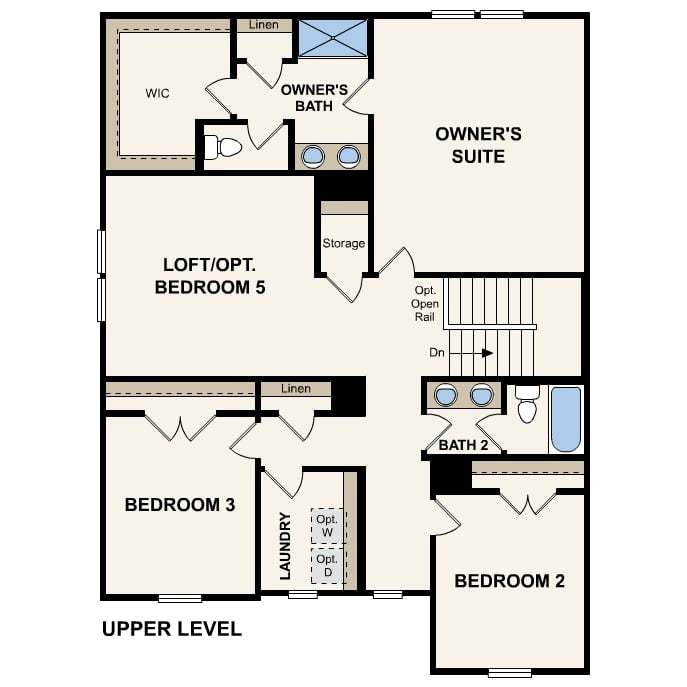 Linen
WIC
OWNER'S
BATH
OWNER'S
SUITE
Storage
LOFT/OPT.
BEDROOM 5
Opt.
Open
Rail
Dn
Linen
BATH 2
BEDROOM 3
LAUNDRY
Opt.
W
Opt.
D
BEDROOM 2
UPPER LEVEL